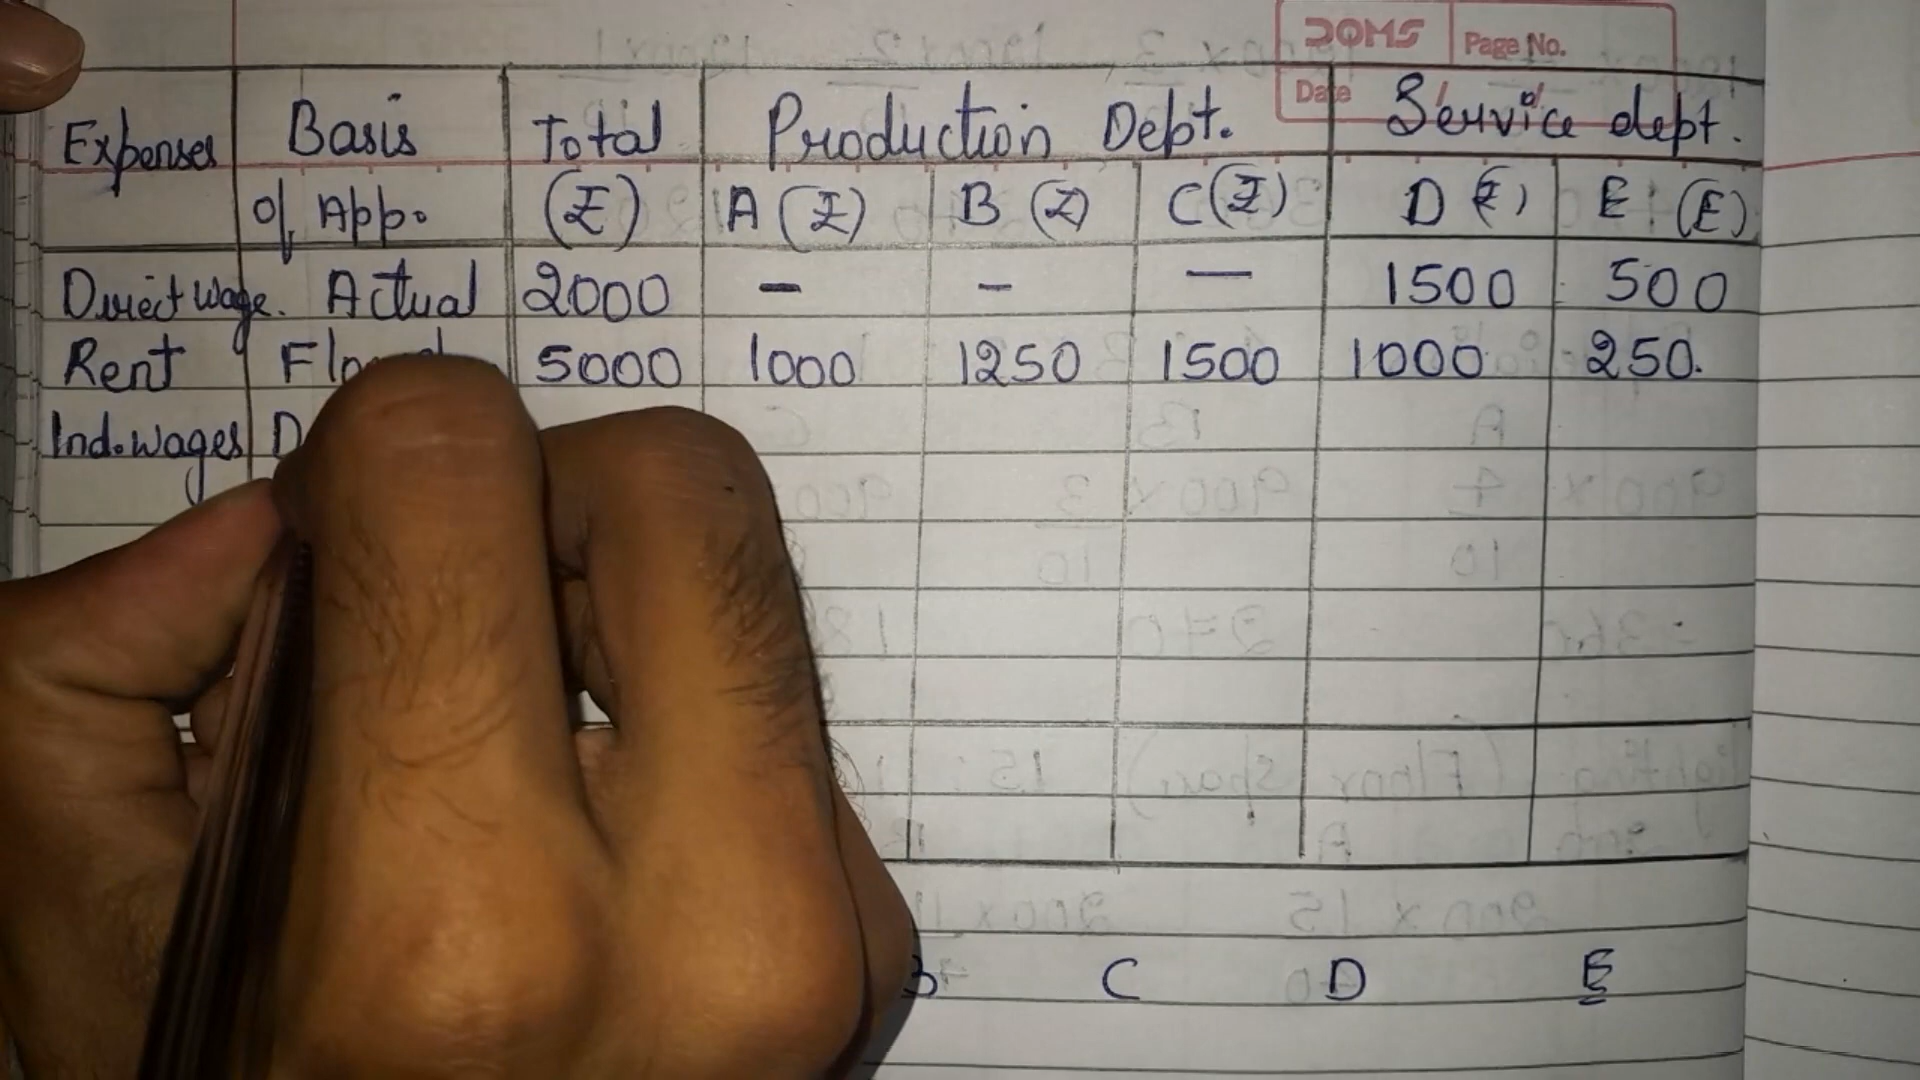 DOMS Page No.
Date
Expenses Basis Total Production Dept. Service dept.
of App. (₹) A (₹) B (₹) C (₹) D (₹) E (₹)
Direct wage. Actual 2000 - - - 1500 500
Rent 5000 1000 1250 1500 1000 250.
Ind. wages D
C D E